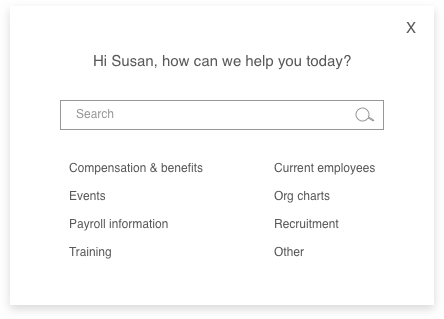 X
Hi Susan, how can we help you today?
Search
Compensation & benefits
Current employees
Events
Org charts
Payroll information
Recruitment
Training
Other